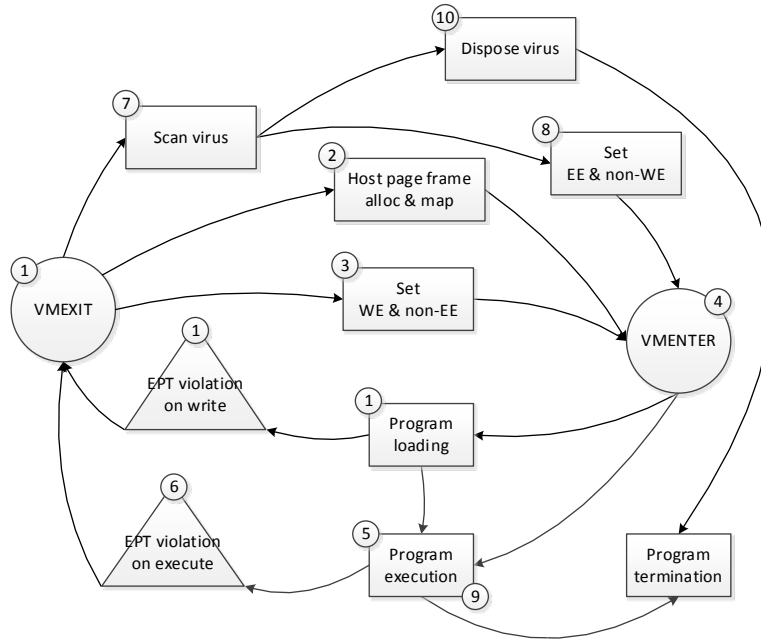 10
Dispose virus
7
Scan virus
8
Set
EE & non-WE
2
Host page frame
alloc & map
1
VMEXIT
3
Set
WE & non-EE
4
VMENTER
1
EPT violation
on write
1
Program
loading
6
EPT violation
on execute
5
Program
execution
9
Program
termination